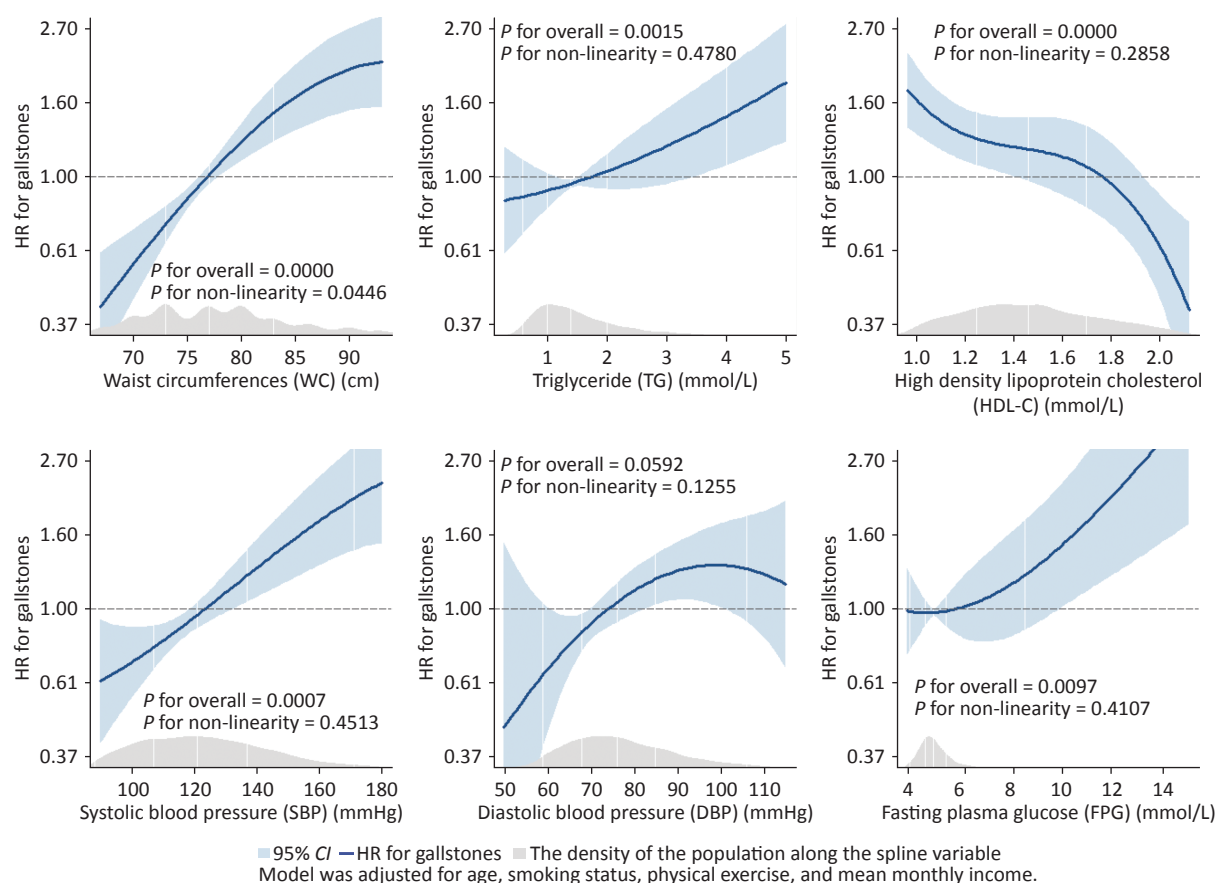 2.70
1.60
1.00
0.61
0.37
HR for gallstones
P for overall = 0.0000
P for non-linearity = 0.0446
70 75 80 85 90
Waist circumferences (WC) (cm)
2.70
1.60
1.00
0.61
0.37
HR for gallstones
P for overall = 0.0015
P for non-linearity = 0.4780
1 2 3 4 5
Triglyceride (TG) (mmol/L)
2.70
1.60
1.00
0.61
0.37
HR for gallstones
P for overall = 0.0000
P for non-linearity = 0.2858
1.0 1.2 1.4 1.6 1.8 2.0
High density lipoprotein cholesterol
(HDL-C) (mmol/L)
2.70
1.60
1.00
0.61
0.37
HR for gallstones
P for overall = 0.0007
P for non-linearity = 0.4513
100 120 140 160 180
Systolic blood pressure (SBP) (mmHg)
2.70
1.60
1.00
0.61
0.37
HR for gallstones
P for overall = 0.0592
P for non-linearity = 0.1255
50 60 70 80 90 100 110
Diastolic blood pressure (DBP) (mmHg)
2.70
1.60
1.00
0.61
0.37
HR for gallstones
P for overall = 0.0097
P for non-linearity = 0.4107
4 6 8 10 12 14
Fasting plasma glucose (FPG) (mmol/L)
95% CI HR for gallstones The density of the population along the spline variable
Model was adjusted for age, smoking status, physical exercise, and mean monthly income.